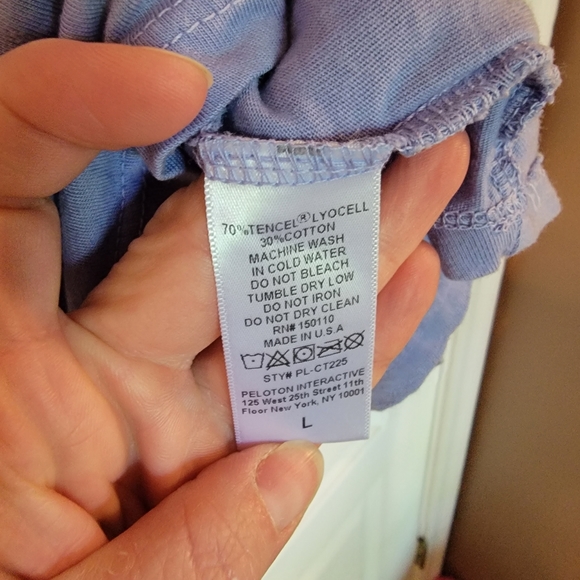 70%TENCEL® LYOCELL
30%COTTON
MACHINE WASH
IN COLD WATER
DO NOT BLEACH
TUMBLE DRY LOW
DO NOT IRON
DO NOT DRY CLEAN
RN# 150110
MADE IN U.S.A
STY# PL-CT225
PELOTON INTERACTIVE
125 West 25th Street 11th
Floor New York, NY 10001
L